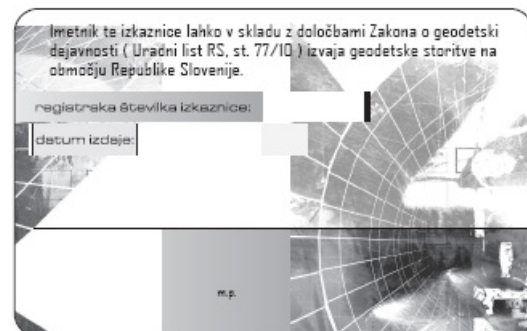 Imetnik te izkaznice lahko v skladu z določbami Zakona o geodetski
dejavnosti ( Uradni list RS, št. 77/10 ) izvaja geodetske storitve na
območju Republike Slovenije.
registrska številka izkaznice:
datum izdaje:
m.p.